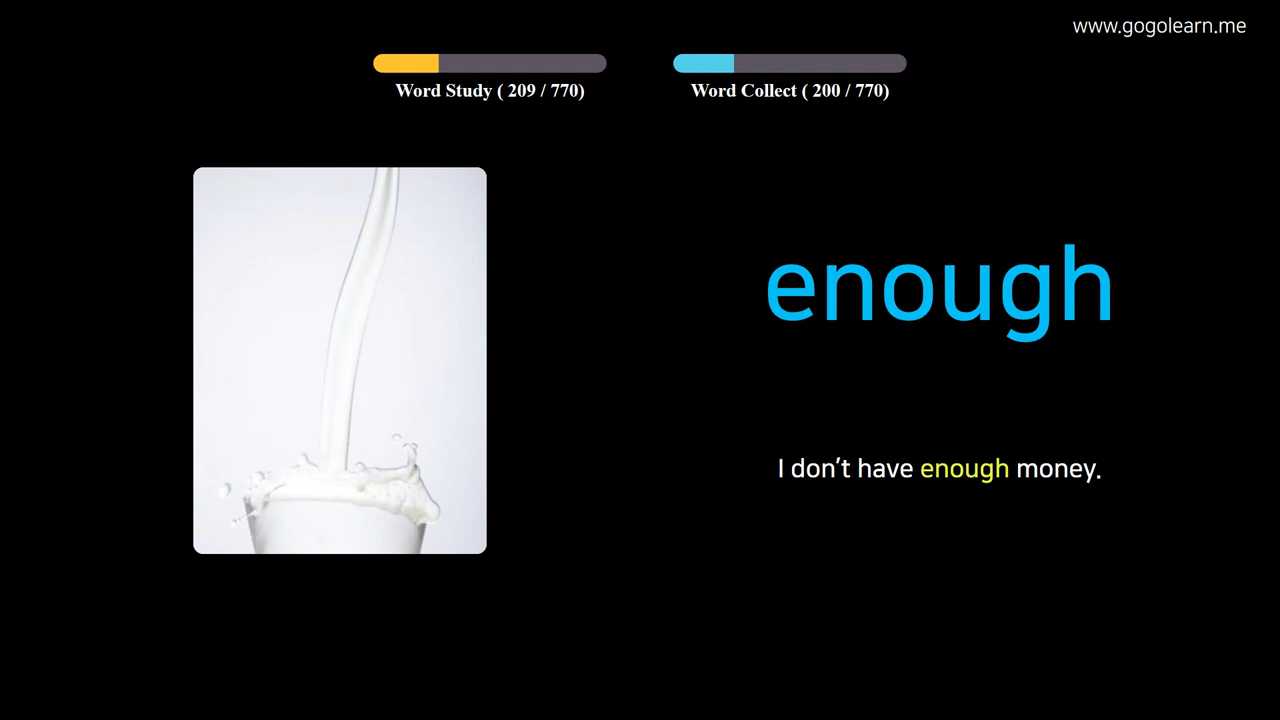 www.gogolearn.me
Word Study ( 209 / 770)
Word Collect ( 200 / 770)
enough
I don’t have enough money.